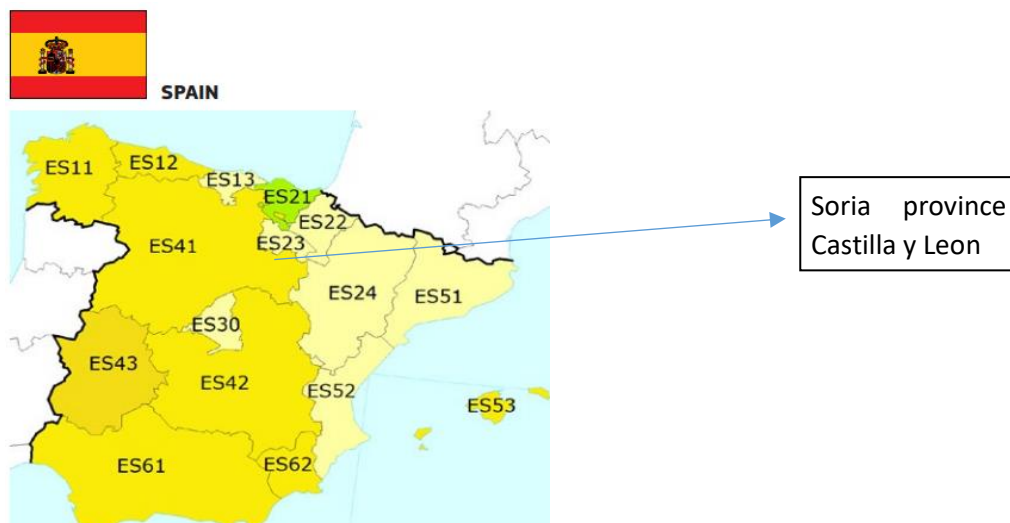 SPAIN
ES11
ES12
ES13
ES21
ES22
ES23
ES41
ES24
ES51
ES30
ES43
ES42
ES52
ES53
ES61
ES62
Soria province
Castilla y Leon